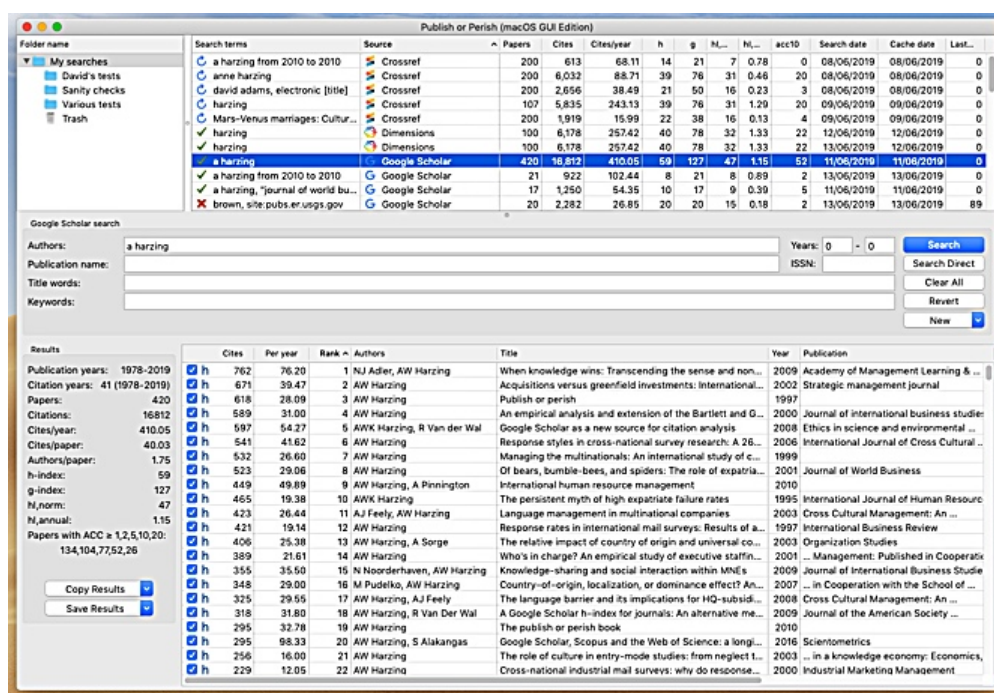 Publish or Perish (macOS GUI Edition)
Folder name
My searches
David's tests
Sanity checks
Various tests
Trash
Search terms Source Papers Cites Cites/year h g hI,... hI,... acc10 Search date Cache date Last...
a harzing from 2010 to 2010 Crossref 200 613 68.11 14 21 7 0.78 0 08/06/2019 08/06/2019 0
anne harzing Crossref 200 6,032 88.71 39 76 31 0.46 20 08/06/2019 08/06/2019 0
david adams, electronic [title] Crossref 200 2,656 38.49 21 50 16 0.23 3 08/06/2019 08/06/2019 0
harzing Crossref 107 5,835 243.13 39 76 31 1.29 20 09/06/2019 09/06/2019 0
Mars-Venus marriages: Cultur... Crossref 200 1,919 15.99 22 38 16 0.13 4 09/06/2019 09/06/2019 0
harzing Dimensions 100 6,178 257.42 40 78 32 1.33 22 12/06/2019 12/06/2019 0
harzing Dimensions 100 6,178 257.42 40 78 32 1.33 22 13/06/2019 12/06/2019 0
a harzing Google Scholar 420 16,812 410.05 59 127 47 1.15 52 11/06/2019 11/06/2019 0
a harzing from 2010 to 2010 Google Scholar 21 922 102.44 8 21 8 0.89 2 13/06/2019 13/06/2019 0
a harzing, "journal of world bu... Google Scholar 17 1,250 54.35 10 17 9 0.39 5 11/06/2019 11/06/2019 0
brown, site:pubs.er.usgs.gov Google Scholar 20 2,282 26.85 20 20 15 0.18 2 13/06/2019 13/06/2019 89
Google Scholar search
Authors: a harzing Years: 0 - 0 Search
Publication name: ISSN: Search Direct
Title words: Clear All
Keywords: Revert
New
Results
Publication years: 1978-2019
Citation years: 41 (1978-2019)
Papers: 420
Citations: 16812
Cites/year: 410.05
Cites/paper: 40.03
Authors/paper: 1.75
h-index: 59
g-index: 127
hI,norm: 47
hI,annual: 1.15
Papers with ACC ≥ 1,2,5,10,20:
134,104,77,52,26
Copy Results
Save Results
Cites Per year Rank Authors Title Year Publication
h 762 76.20 1 NJ Adler, AW Harzing When knowledge wins: Transcending the sense and non... 2009 Academy of Management Learning & ...
h 671 39.47 2 AW Harzing Acquisitions versus greenfield investments: International... 2002 Strategic management journal
h 618 28.09 3 AW Harzing Publish or perish 1997
h 589 31.00 4 AW Harzing An empirical analysis and extension of the Bartlett and G... 2000 Journal of international business studies
h 597 54.27 5 AWK Harzing, R Van der Wal Google Scholar as a new source for citation analysis 2008 Ethics in science and environmental ...
h 541 41.62 6 AW Harzing Response styles in cross-national survey research: A 26... 2006 International Journal of Cross Cultural ..
h 532 26.60 7 AW Harzing Managing the multinationals: An international study of c... 1999
h 523 29.06 8 AW Harzing Of bears, bumble-bees, and spiders: The role of expatria... 2001 Journal of World Business
h 449 49.89 9 AW Harzing, A Pinnington International human resource management 2010
h 465 19.38 10 AWK Harzing The persistent myth of high expatriate failure rates 1995 International Journal of Human Resourc
h 423 26.44 11 AJ Feely, AW Harzing Language management in multinational companies 2003 Cross Cultural Management: An ...
h 421 19.14 12 AW Harzing Response rates in international mail surveys: Results of a... 1997 International Business Review
h 406 25.38 13 AW Harzing, A Sorge The relative impact of country of origin and universal co... 2003 Organization Studies
h 389 21.61 14 AW Harzing Who's in charge? An empirical study of executive staffin... 2001 ... Management: Published in Cooperatio
h 355 35.50 15 N Noorderhaven, AW Harzing Knowledge-sharing and social interaction within MNEs 2009 Journal of International Business Studie
h 348 29.00 16 M Pudelko, AW Harzing Country-of-origin, localization, or dominance effect? An... 2007 ... in Cooperation with the School of ...
h 325 29.55 17 AW Harzing, AJ Feely The language barrier and its implications for HQ-subsidi... 2008 Cross Cultural Management: An ...
h 318 31.80 18 AW Harzing, R Van Der Wal A Google Scholar h-index for journals: An alternative me... 2009 Journal of the American Society ...
h 295 32.78 19 AW Harzing The publish or perish book 2010
h 295 98.33 20 AW Harzing, S Alakangas Google Scholar, Scopus and the Web of Science: a longi... 2016 Scientometrics
h 256 16.00 21 AW Harzing The role of culture in entry-mode studies: from neglect t... 2003 ... in a knowledge economy: Economics,
h 229 12.05 22 AW Harzing Cross-national industrial mail surveys: why do response... 2000 Industrial Marketing Management